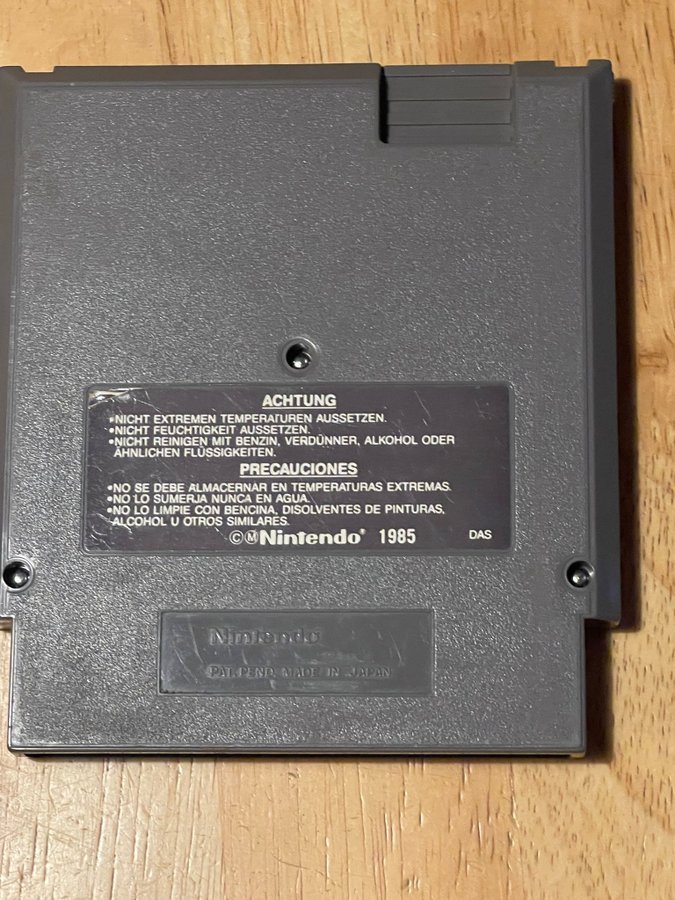 ACHTUNG
•NICHT EXTREMEN TEMPERATUREN AUSSETZEN.
•NICHT FEUCHTIGKEIT AUSSETZEN.
•NICHT REINIGEN MIT BENZIN, VERDÜNNER, ALKOHOL ODER
ÄHNLICHEN FLÜSSIGKEITEN.
PRECAUCIONES
•NO SE DEBE ALMACERNAR EN TEMPERATURAS EXTREMAS.
•NO LO SUMERJA NUNCA EN AGUA.
•NO LO LIMPIE CON BENCINA, DISOLVENTES DE PINTURAS,
ALCOHOL U OTROS SIMILARES.
©Ⓜ Nintendo® 1985 DAS
Nintendo
PAT. PEND. MADE IN JAPAN